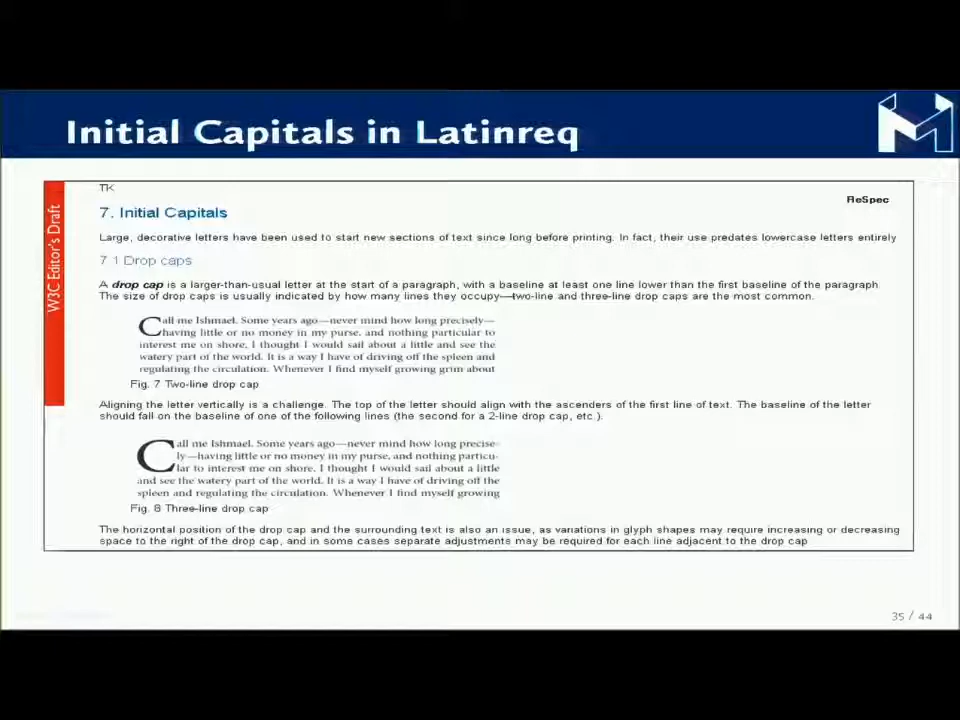 Initial Capitals in Latinreq
W3C Editor's Draft
TK
ReSpec
7. Initial Capitals
Large, decorative letters have been used to start new sections of text since long before printing. In fact, their use predates lowercase letters entirely
7 1 Drop caps
A drop cap is a larger-than-usual letter at the start of a paragraph, with a baseline at least one line lower than the first baseline of the paragraph
The size of drop caps is usually indicated by how many lines they occupy—two-line and three-line drop caps are the most common.
Call me Ishmael. Some years ago—never mind how long precisely—
having little or no money in my purse, and nothing particular to
interest me on shore, I thought I would sail about a little and see the
watery part of the world. It is a way I have of driving off the spleen and
regulating the circulation. Whenever I find myself growing grim about
Fig. 7 Two-line drop cap
Aligning the letter vertically is a challenge. The top of the letter should align with the ascenders of the first line of text. The baseline of the letter
should fall on the baseline of one of the following lines (the second for a 2-line drop cap, etc.).
Call me Ishmael. Some years ago—never mind how long precise-
ly—having little or no money in my purse, and nothing particu-
lar to interest me on shore, I thought I would sail about a little
and see the watery part of the world. It is a way I have of driving off the
spleen and regulating the circulation. Whenever I find myself growing
Fig. 8 Three-line drop cap
The horizontal position of the drop cap and the surrounding text is also an issue, as variations in glyph shapes may require increasing or decreasing
space to the right of the drop cap, and in some cases separate adjustments may be required for each line adjacent to the drop cap
35 / 44